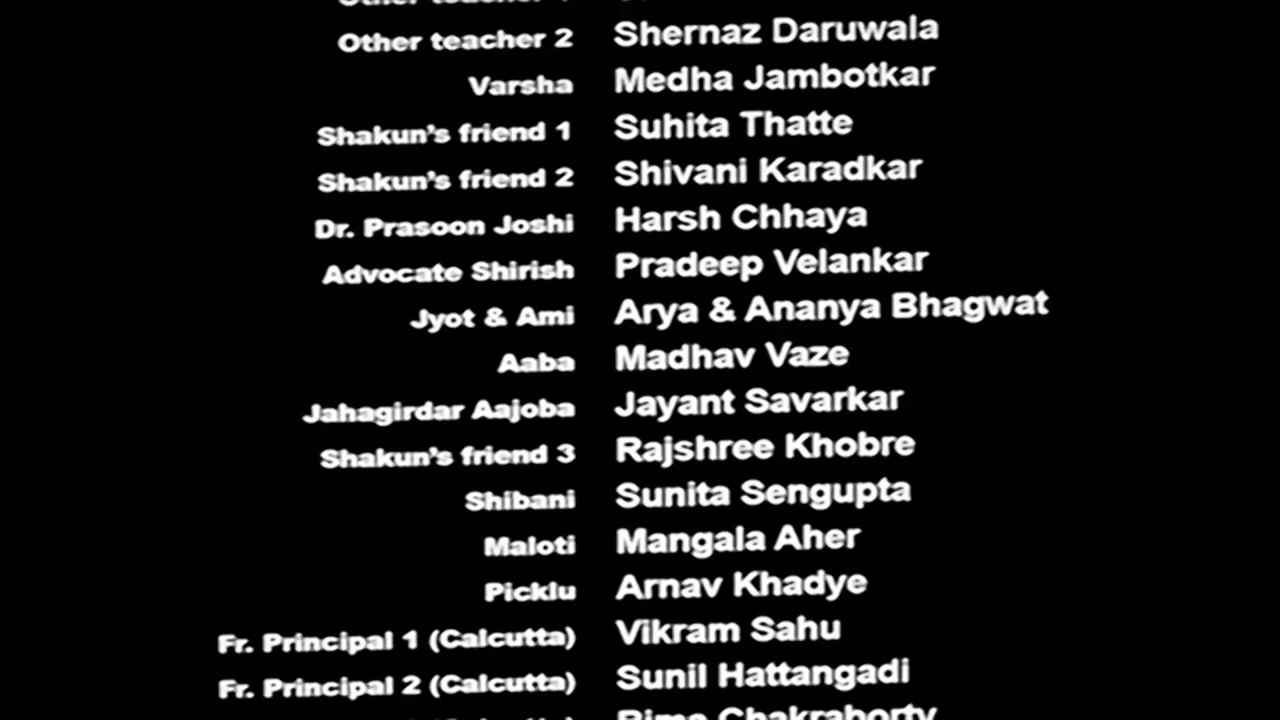 Other teacher
Other teacher 2 Shernaz Daruwala
Varsha Medha Jambotkar
Shakun's friend 1 Suhita Thatte
Shakun's friend 2 Shivani Karadkar
Dr. Prasoon Joshi Harsh Chhaya
Advocate Shirish Pradeep Velankar
Jyot & Ami Arya & Ananya Bhagwat
Aaba Madhav Vaze
Jahagirdar Aajoba Jayant Savarkar
Shakun's friend 3 Rajshree Khobre
Shibani Sunita Sengupta
Maloti Mangala Aher
Picklu Arnav Khadye
Fr. Principal 1 (Calcutta) Vikram Sahu
Fr. Principal 2 (Calcutta) Sunil Hattangadi
Chakraborty